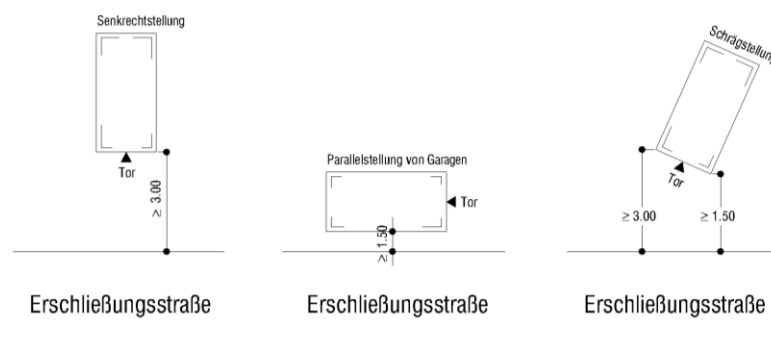 Senkrechtstellung
Tor
≥ 3.00
Erschließungsstraße
Parallelstellung von Garagen
Tor
≥ 1.50
Erschließungsstraße
Schrägstellung
Tor
≥ 3.00
≥ 1.50
Erschließungsstraße